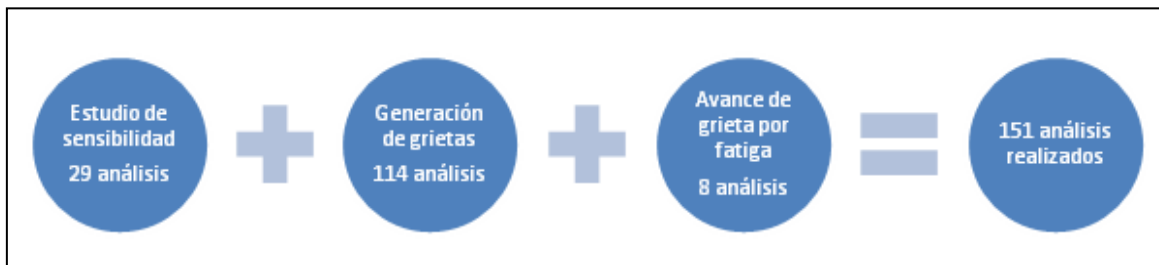 Estudio de
sensibilidad
29 análisis
Generación
de grietas
114 análisis
Avance de
grieta por
fatiga
8 análisis
151 análisis
realizados